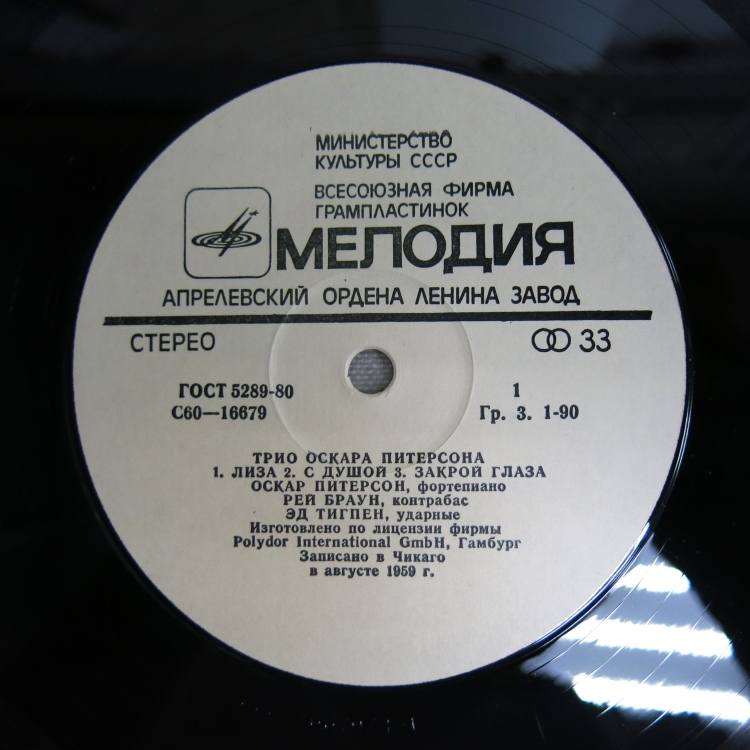 МИНИСТЕРСТВО
КУЛЬТУРЫ СССР
ВСЕСОЮЗНАЯ ФИРМА
ГРАМПЛАСТИНОК
МЕЛОДИЯ
АПРЕЛЕВСКИЙ ОРДЕНА ЛЕНИНА ЗАВОД
СТЕРЕО 33
ГОСТ 5289-80 1
С60—16679 Гр. 3. 1-90
ТРИО ОСКАРА ПИТЕРСОНА
1. ЛИЗА 2. С ДУШОЙ 3. ЗАКРОЙ ГЛАЗА
ОСКАР ПИТЕРСОН, фортепиано
РЕЙ БРАУН, контрабас
ЭД ТИГПЕН, ударные
Изготовлено по лицензии фирмы
Polydor International GmbH, Гамбург
Записано в Чикаго
в августе 1959 г.